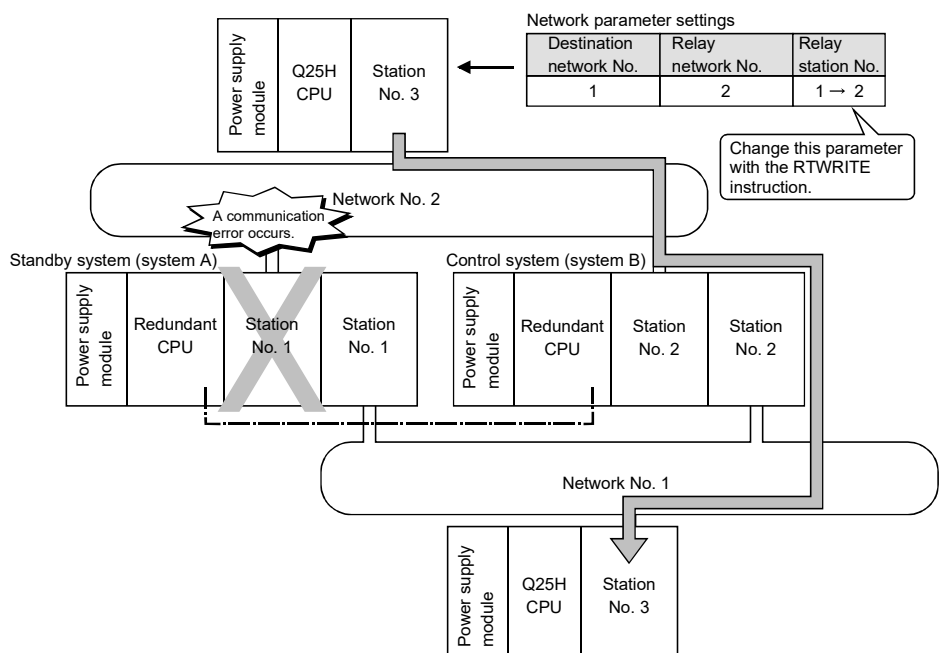 Network parameter settings
Destination network No.
Relay network No.
Relay station No.
1
2
1 → 2
Change this parameter
with the RTWRITE
instruction.
Power supply
module
Q25H
CPU
Station
No. 3
Network No. 2
A communication
error occurs.
Standby system (system A)
Power supply
module
Redundant
CPU
Station
No. 1
Station
No. 1
Control system (system B)
Power supply
module
Redundant
CPU
Station
No. 2
Station
No. 2
Network No. 1
Power supply
module
Q25H
CPU
Station
No. 3